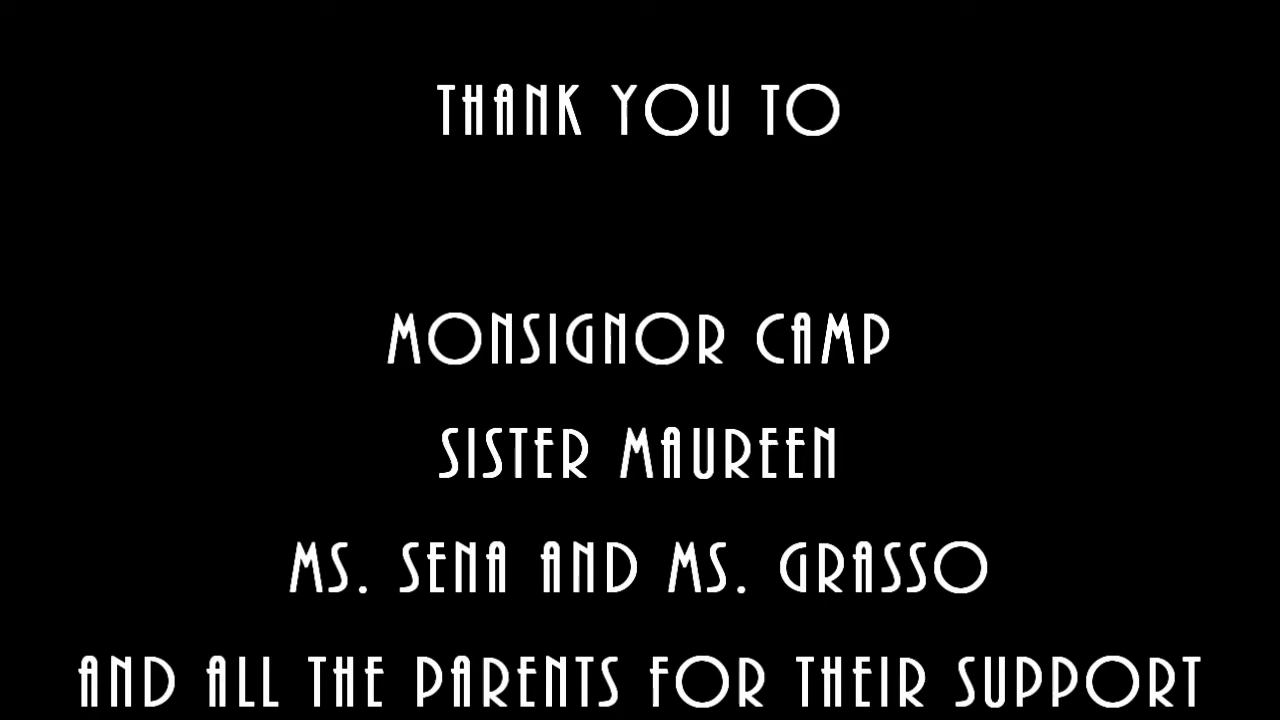 THANK YOU TO
MONSIGNOR CAMP
SISTER MAUREEN
MS. SENA AND MS. GRASSO
AND ALL THE PARENTS FOR THEIR SUPPORT